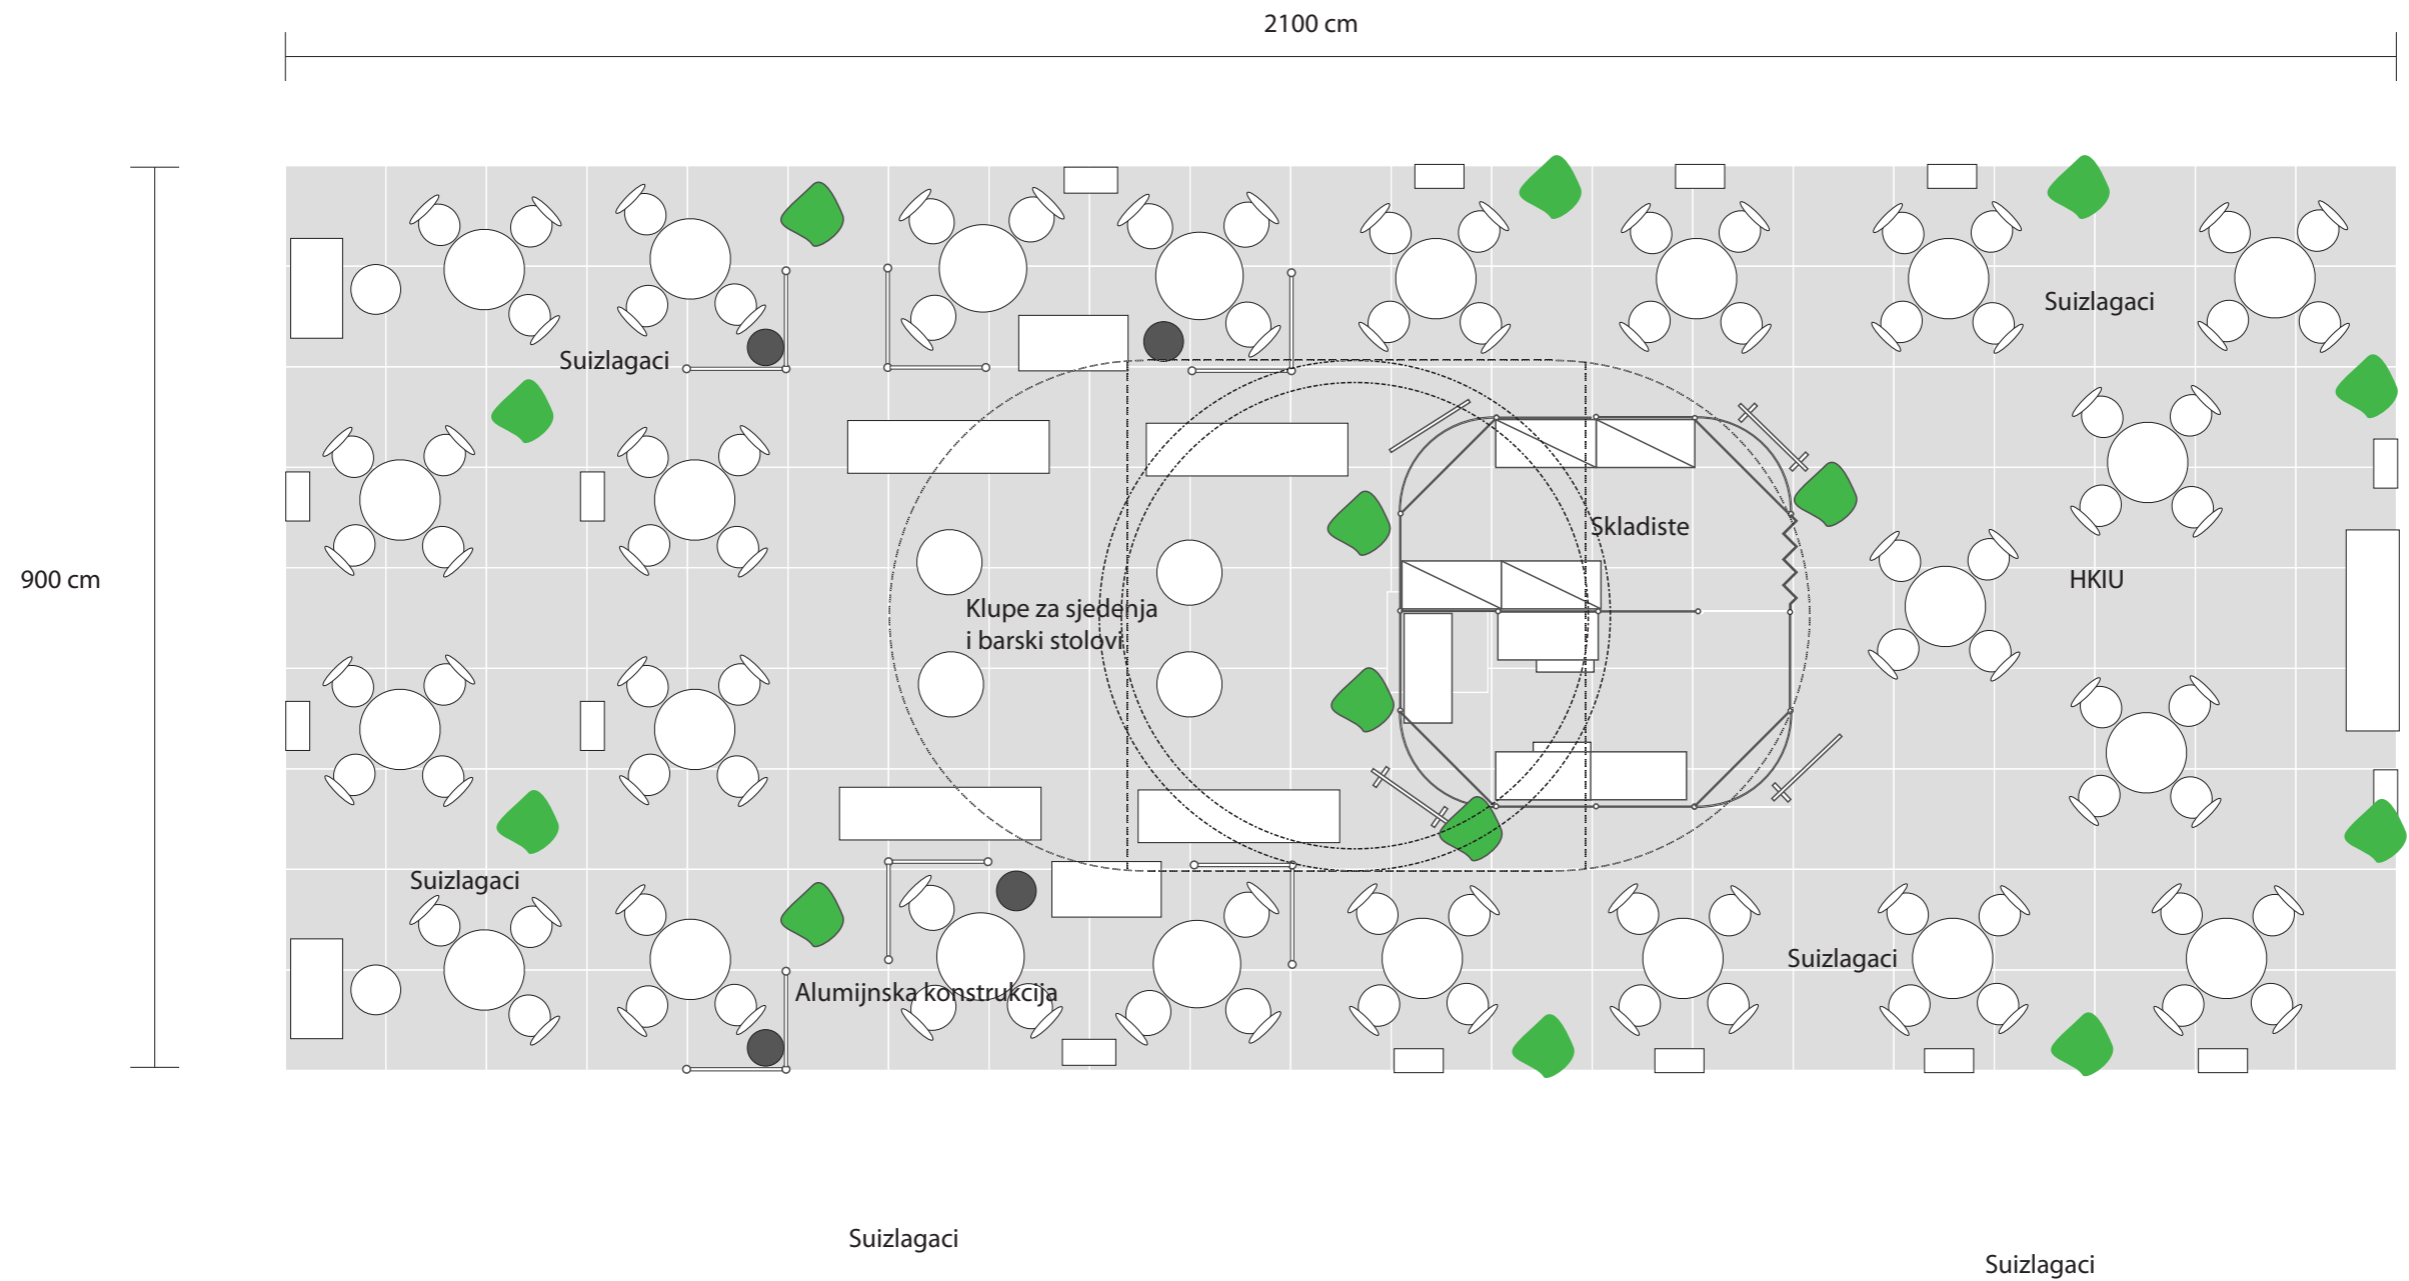 2100 cm
Suizlagaci
Suizlagaci
Skladiste
900 cm
HKIU
Klupe za sjedenja
i barski stolovi
Suizlagaci
Suizlagaci
Alumijnska konstrukcija
Suizlagaci
Suizlagaci